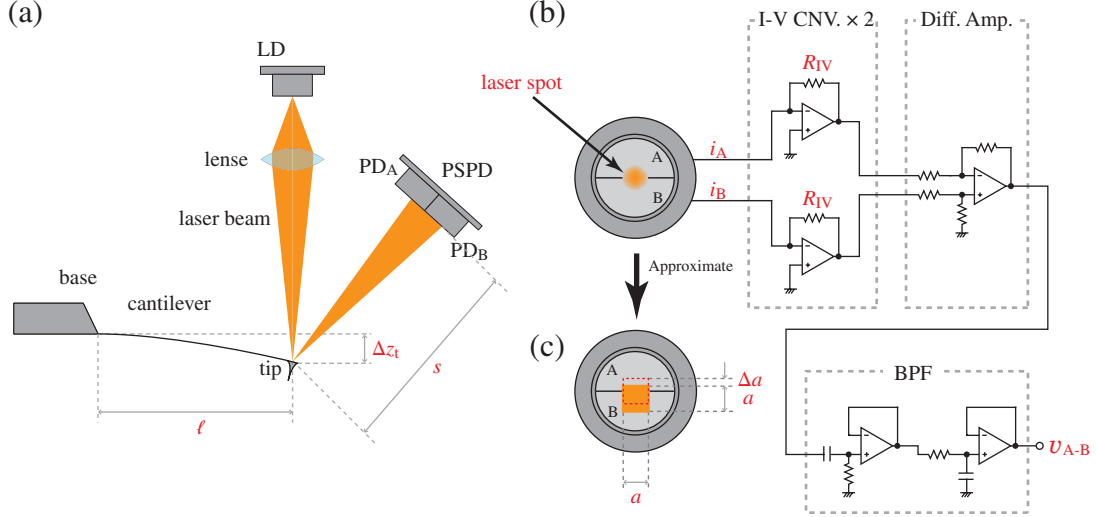 (a)
LD
lense
laser beam
PD_A
PSPD
PD_B
base
cantilever
Δz_t
tip
s
ℓ
(b)
I-V CNV. × 2
Diff. Amp.
laser spot
R_IV
A
B
i_A
i_B
R_IV
Approximate
(c)
A
B
Δa
a
a
BPF
v_A-B